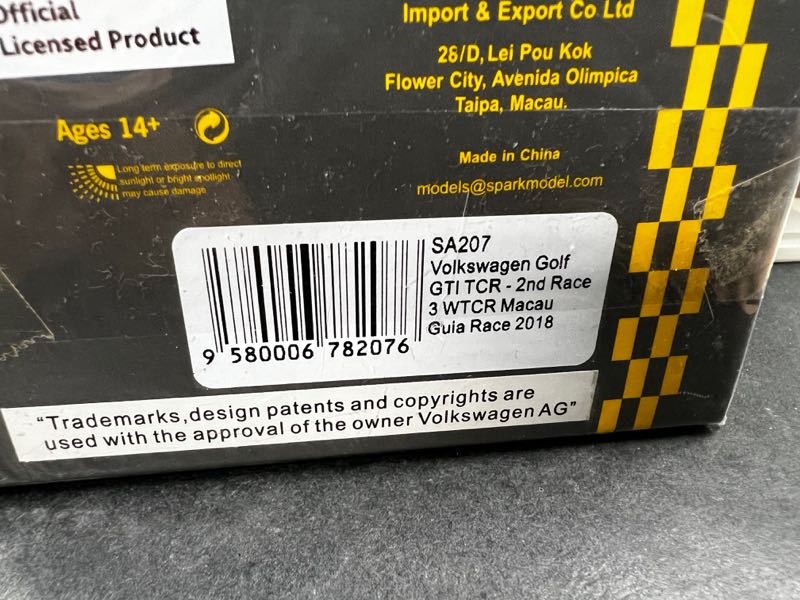 Official
Licensed Product
Import & Export Co Ltd
28/D, Lei Pou Kok
Flower City, Avenida Olimpica
Taipa, Macau.
Ages 14+
Long term exposure to direct
sunlight or bright spotlight
may cause damage
Made in China
models@sparkmodel.com
SA207
Volkswagen Golf
GTI TCR - 2nd Race
3 WTCR Macau
Guia Race 2018
9 580006 782076
“Trademarks,design patents and copyrights are
used with the approval of the owner Volkswagen AG”